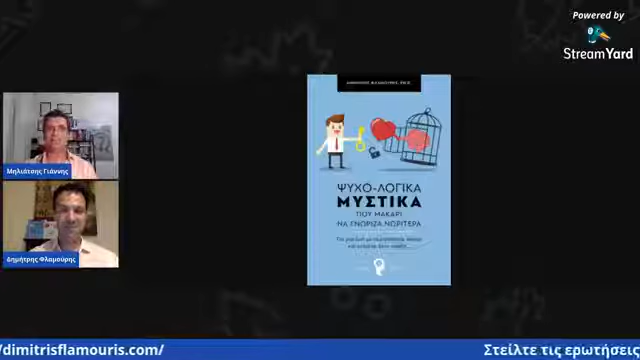 Powered by
StreamYard
Μηλιάτσης Γιάννης
Δημήτρης Φλαμούρης
ΨΥΧΟ-ΛΟΓΙΚΑ
ΜΥΣΤΙΚΑ
ΠΟΥ ΜΑΚΑΡΙ
ΝΑ ΓΝΩΡΙΖΑ ΝΩΡΙΤΕΡΑ
/dimitrisflamouris.com/
Στείλτε τις ερωτήσεις